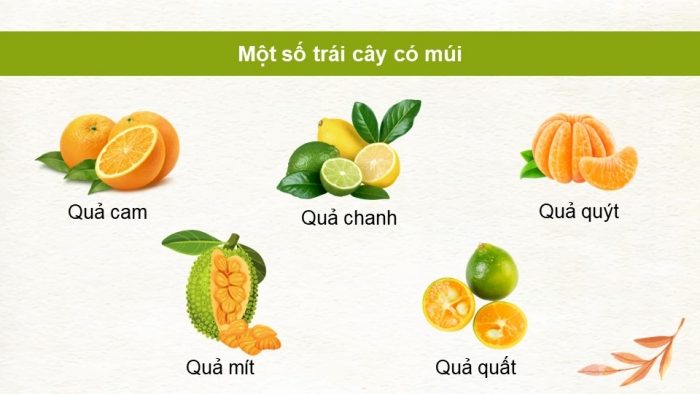 Một số trái cây có múi
Quả cam
Quả chanh
Quả quýt
Quả mít
Quả quất